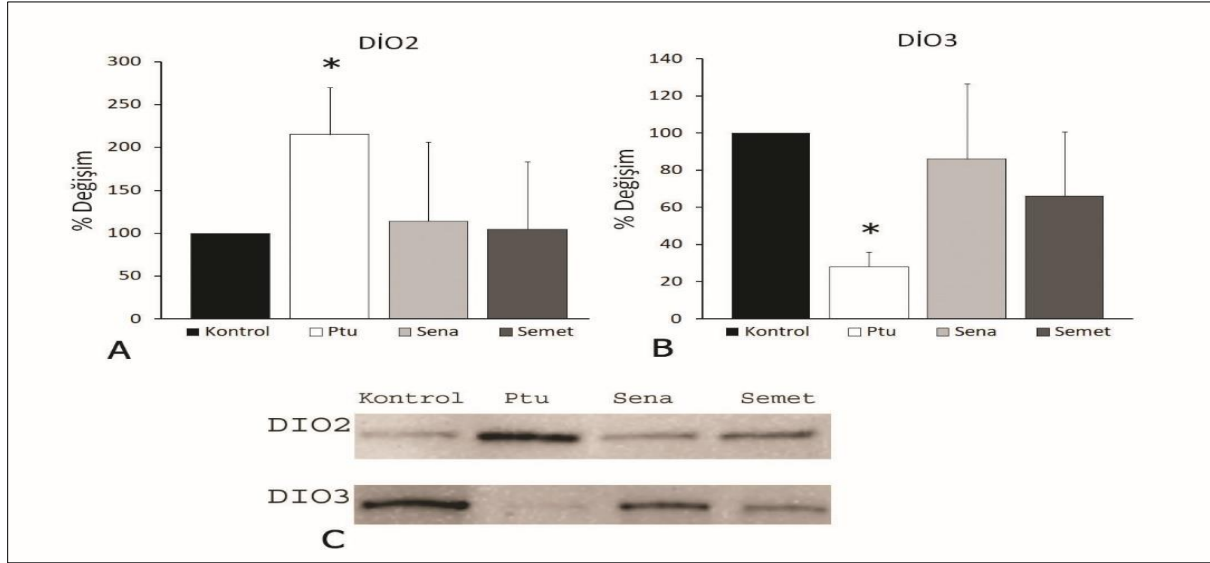 DİO2
300
250
200
150
100
50
0
% Değişim
*
Kontrol Ptu Sena Semet
A
DİO3
140
120
100
80
60
40
20
0
% Değişim
*
Kontrol Ptu Sena Semet
B
Kontrol Ptu Sena Semet
DIO2
DIO3
C